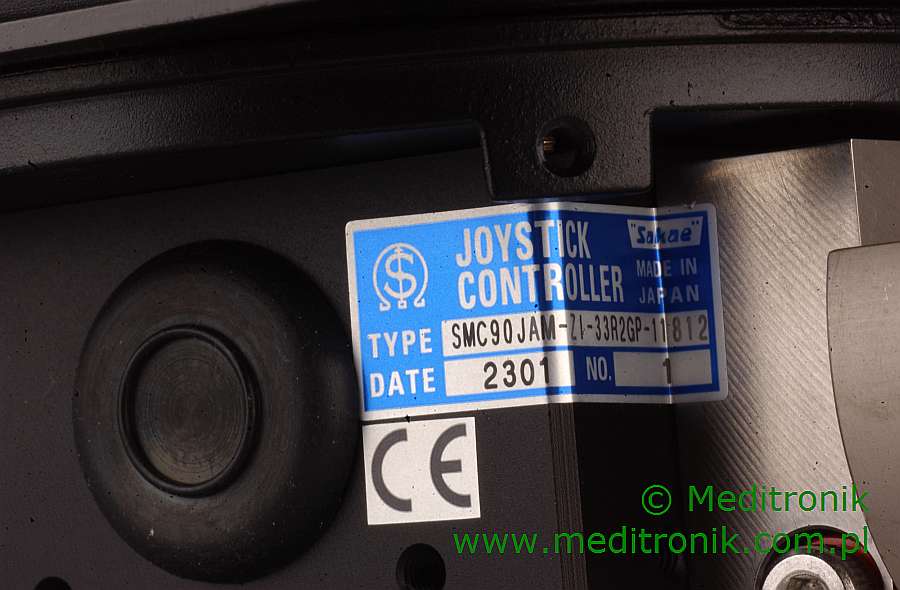 JOYSTICK
CONTROLLER
"Sakae"
MADE IN
JAPAN
TYPE SMC90JAM-Z1-33R2GP-11812
DATE 2301 NO. 1
CE
© Meditronik
www.meditronik.com.pl